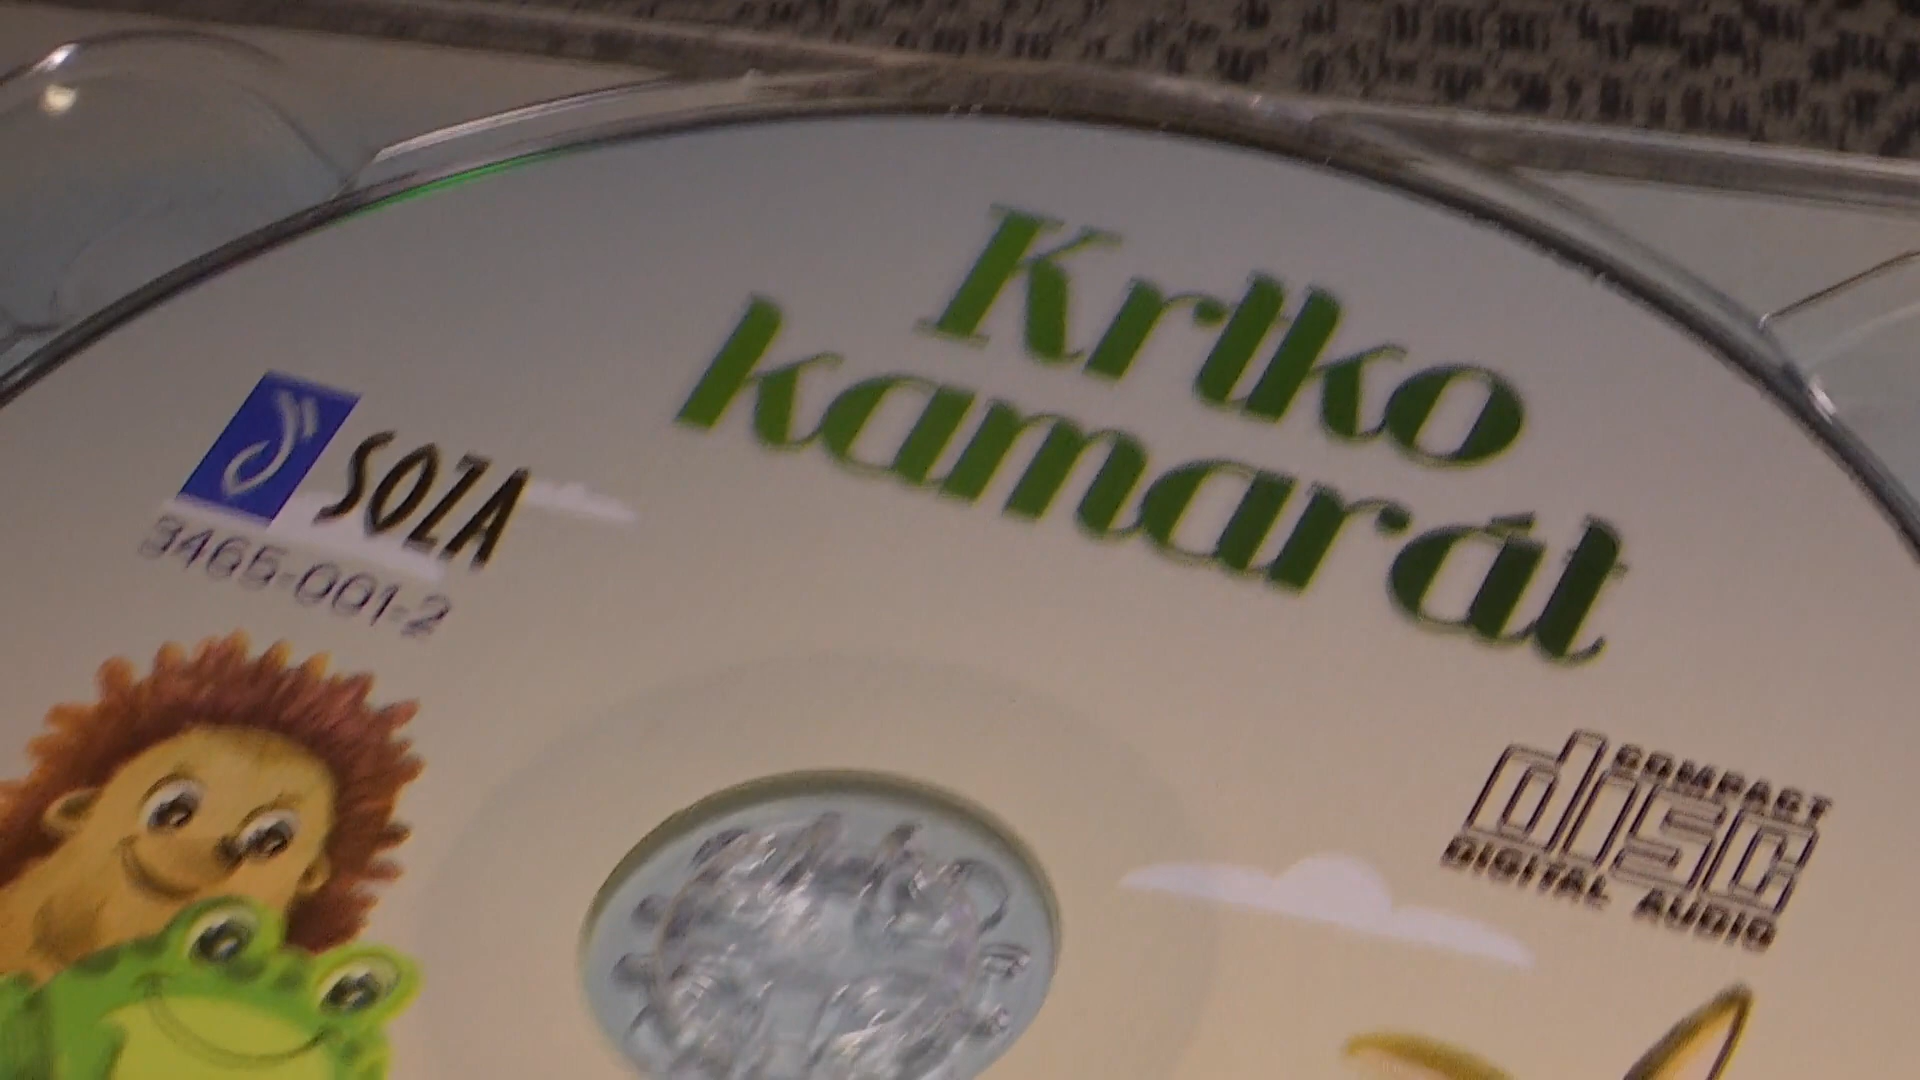 Krtko
kamarát
SOZA
3465-001-2
COMPACT
disc
DIGITAL AUDIO